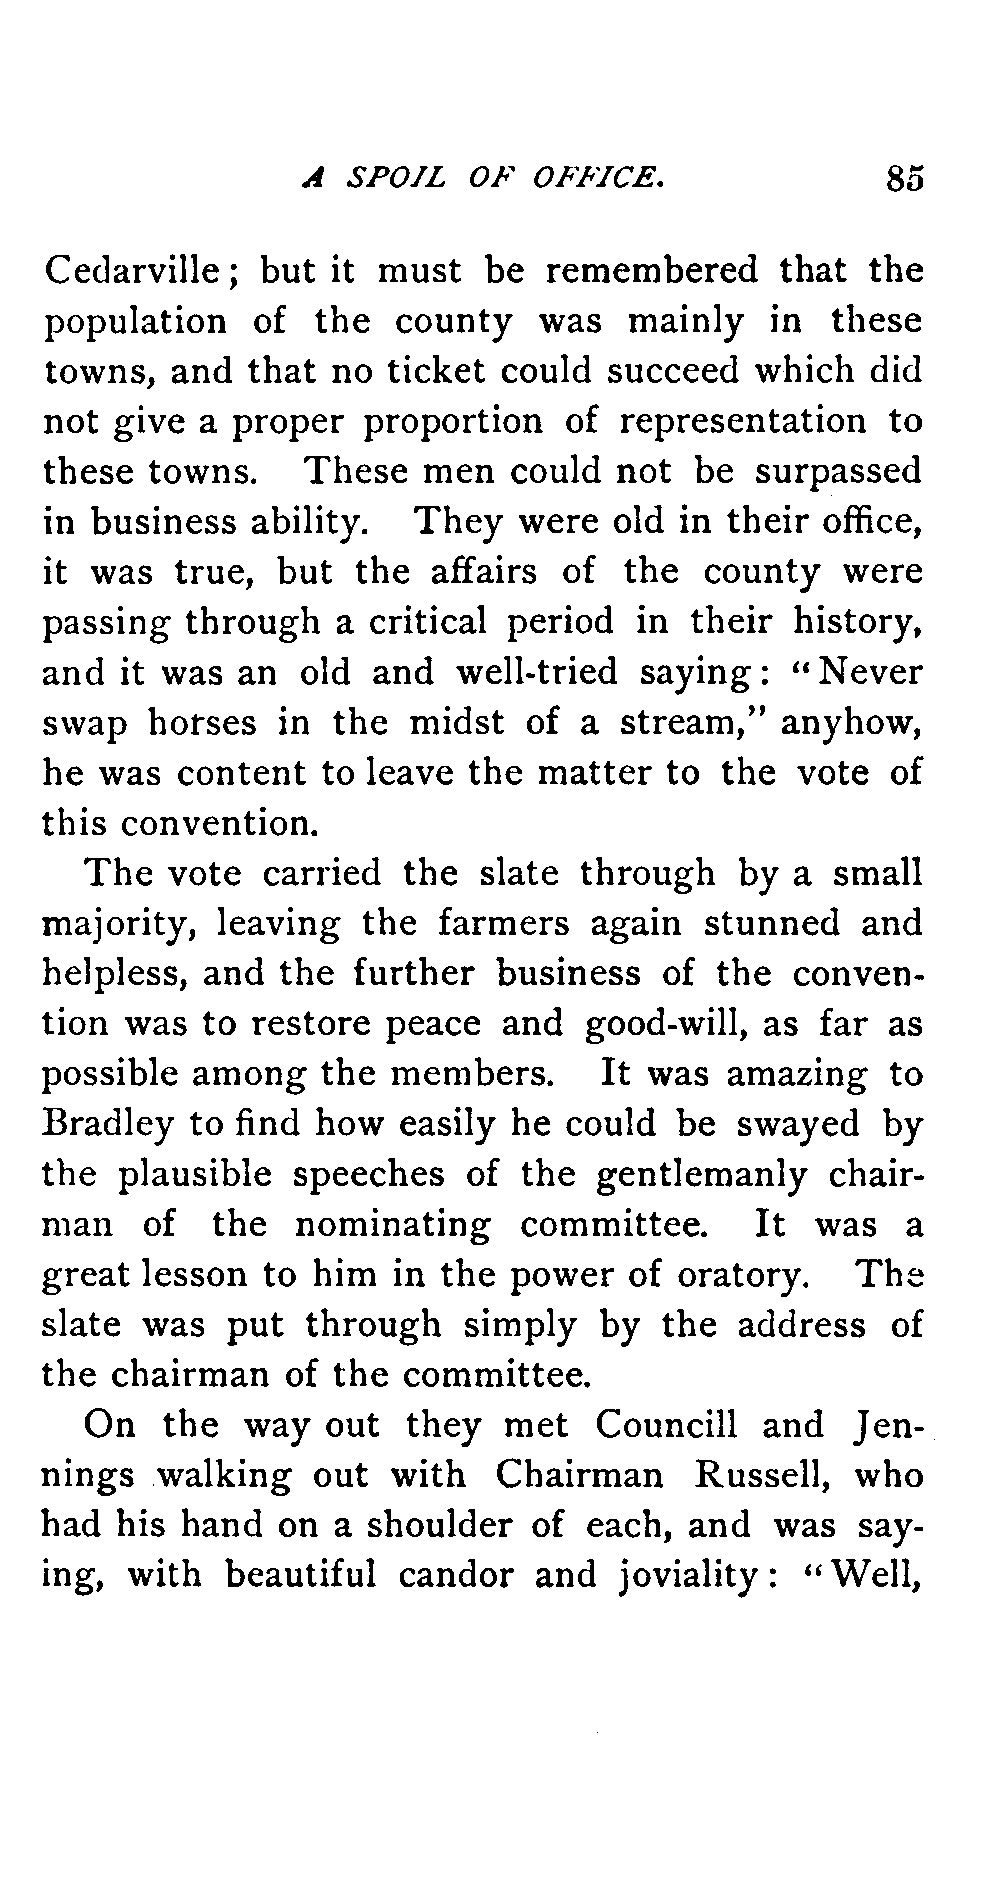 A SPOIL OF OFFICE. 85
Cedarville; but it must be remembered that the
population of the county was mainly in these
towns, and that no ticket could succeed which did
not give a proper proportion of representation to
these towns. These men could not be surpassed
in business ability. They were old in their office,
it was true, but the affairs of the county were
passing through a critical period in their history,
and it was an old and well-tried saying: "Never
swap horses in the midst of a stream," anyhow,
he was content to leave the matter to the vote of
this convention.
The vote carried the slate through by a small
majority, leaving the farmers again stunned and
helpless, and the further business of the conven-
tion was to restore peace and good-will, as far as
possible among the members. It was amazing to
Bradley to find how easily he could be swayed by
the plausible speeches of the gentlemanly chair-
man of the nominating committee. It was a
great lesson to him in the power of oratory. The
slate was put through simply by the address of
the chairman of the committee.
On the way out they met Councill and Jen-
nings walking out with Chairman Russell, who
had his hand on a shoulder of each, and was say-
ing, with beautiful candor and joviality: "Well,